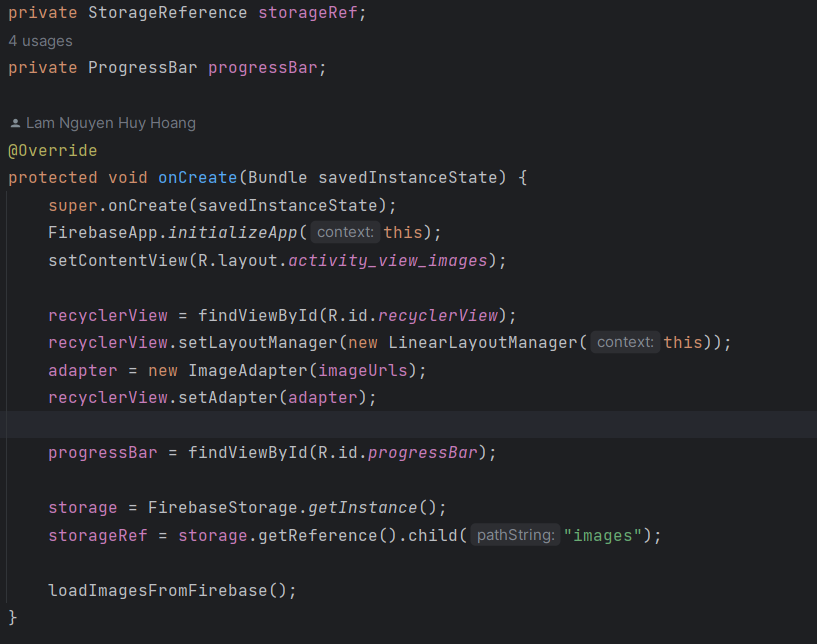 private StorageReference storageRef;
4 usages
private ProgressBar progressBar;
Lam Nguyen Huy Hoang
@Override
protected void onCreate(Bundle savedInstanceState) {
super.onCreate(savedInstanceState);
FirebaseApp.initializeApp( context: this);
setContentView(R.layout.activity_view_images);
recyclerView = findViewById(R.id.recyclerView);
recyclerView.setLayoutManager(new LinearLayoutManager( context: this));
adapter = new ImageAdapter(imageUrls);
recyclerView.setAdapter(adapter);
progressBar = findViewById(R.id.progressBar);
storage = FirebaseStorage.getInstance();
storageRef = storage.getReference().child( pathString: "images");
loadImagesFromFirebase();
}